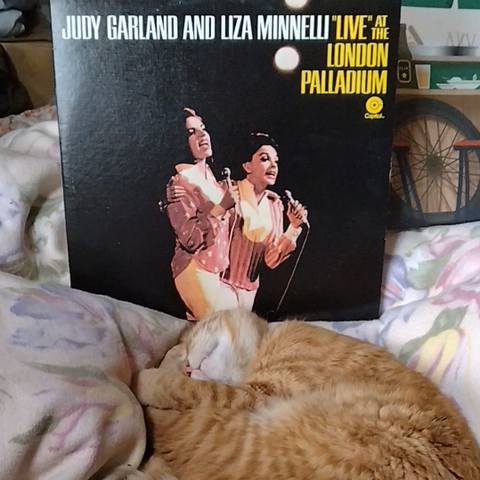 JUDY GARLAND AND LIZA MINNELLI "LIVE" AT THE
LONDON
PALLADIUM
Capitol